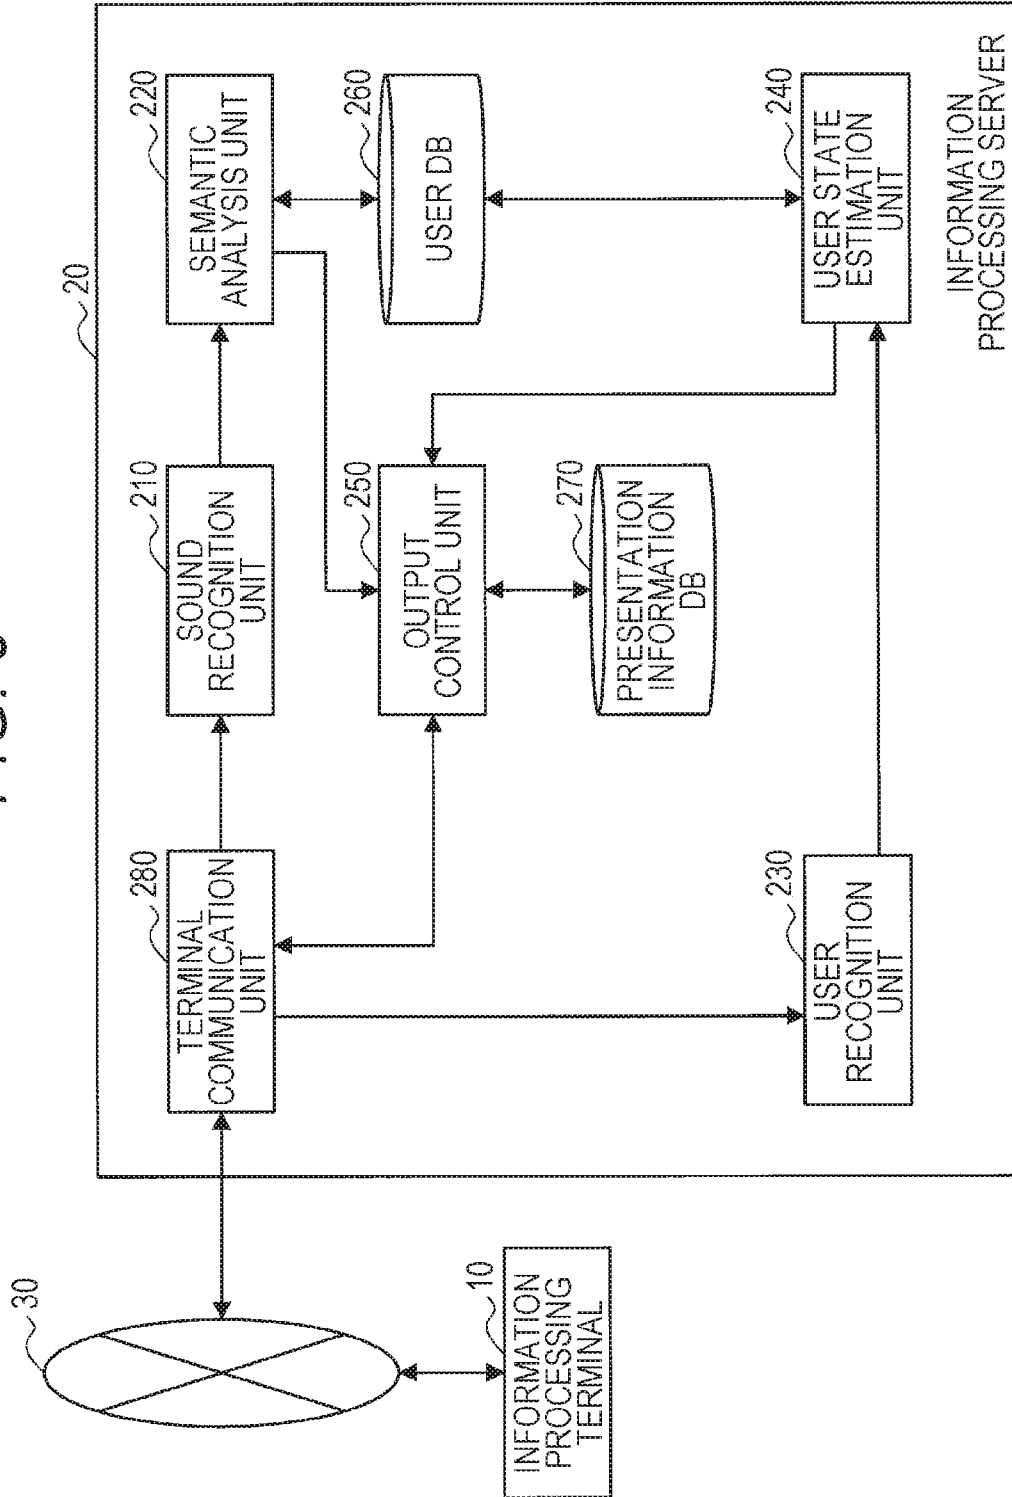 20
280
TERMINAL
COMMUNICATION
UNIT
210
SOUND
RECOGNITION
UNIT
220
SEMANTIC
ANALYSIS UNIT
30
250
OUTPUT
CONTROL UNIT
260
USER DB
10
INFORMATION
PROCESSING
TERMINAL
270
PRESENTATION
INFORMATION
DB
230
USER
RECOGNITION
UNIT
240
USER STATE
ESTIMATION
UNIT
INFORMATION
PROCESSING SERVER